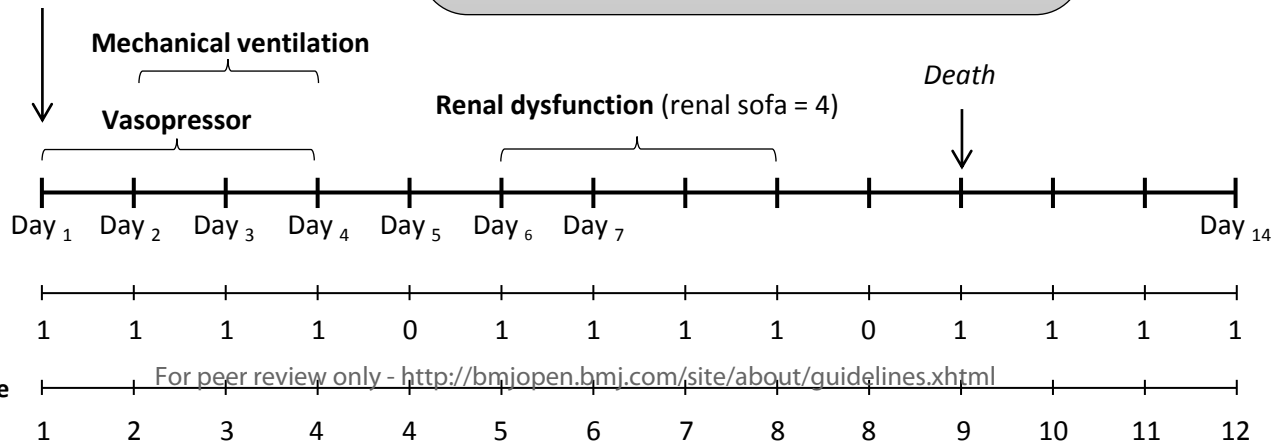 Mechanical ventilation
Death
Renal dysfunction (renal sofa = 4)
Vasopressor
Day 1 Day 2 Day 3 Day 4 Day 5 Day 6 Day 7 Day 14
1 1 1 1 0 1 1 1 1 0 1 1 1 1
For peer review only - http://bmjopen.bmj.com/site/about/guidelines.xhtml
e
1 2 3 4 4 5 6 7 8 8 9 10 11 12